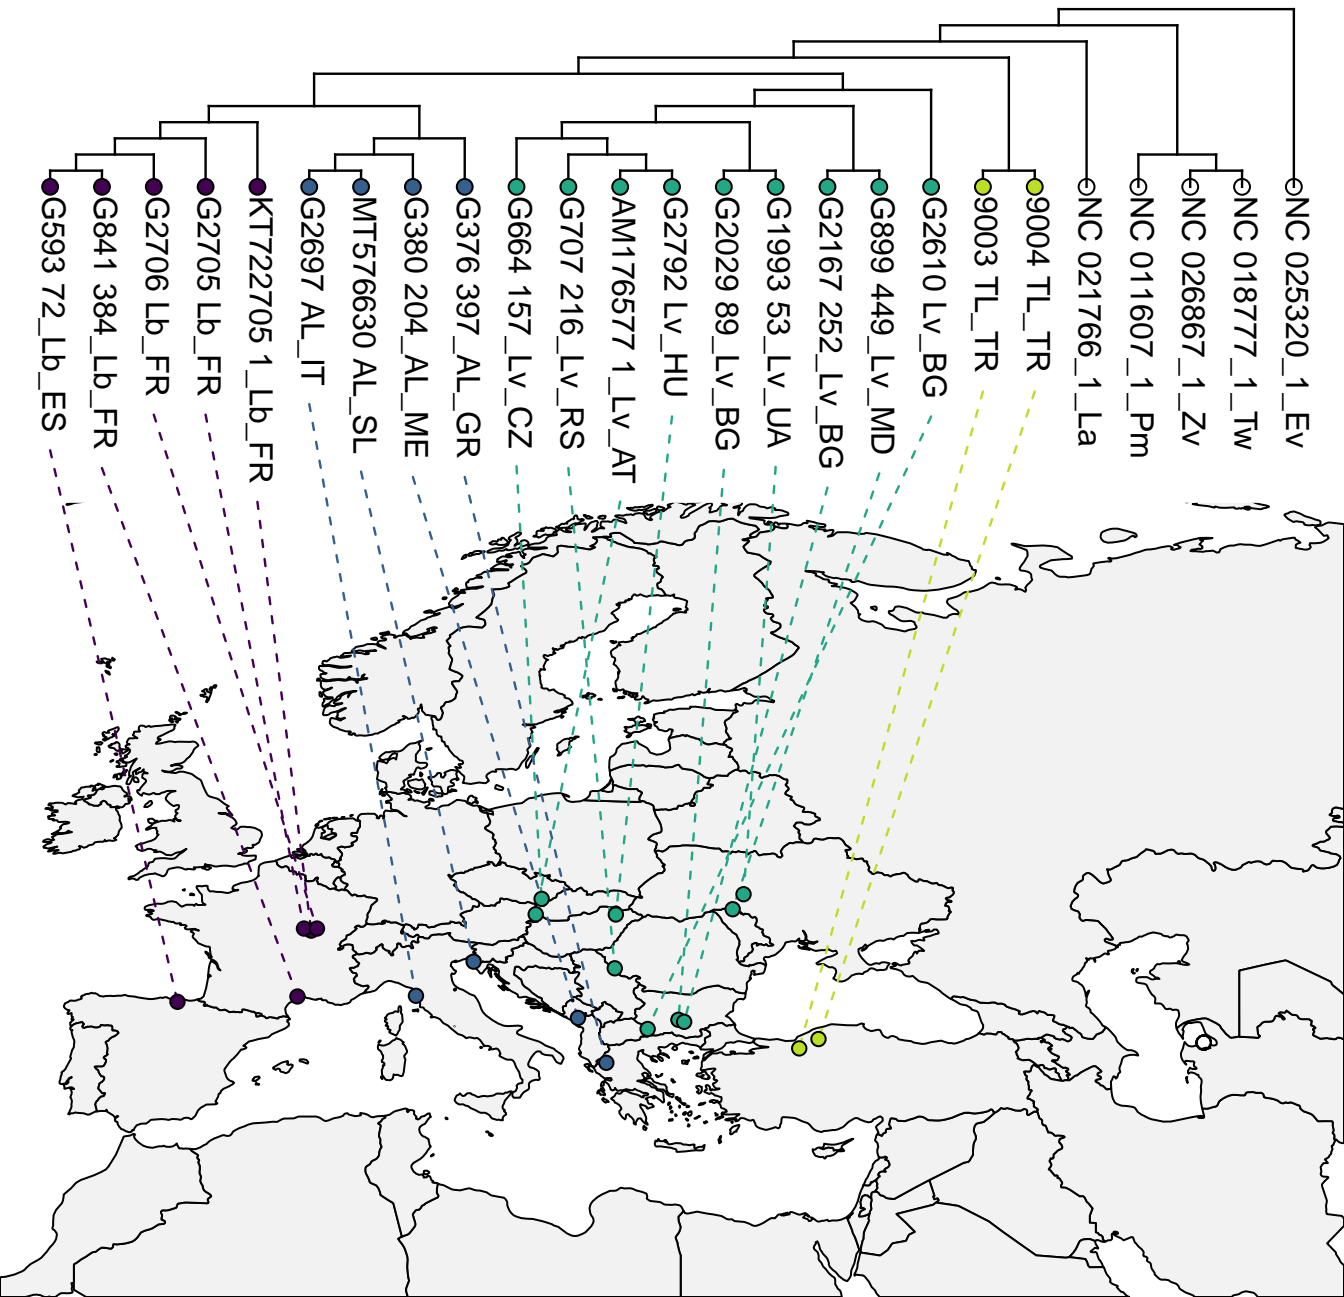 G593 72_Lb_ES
G841 384_Lb_FR
G2706 Lb_FR
G2705 Lb_FR
KT722705 1_Lb_FR
G2697 AL_IT
MT576630 AL_SL
G380 204_AL_ME
G376 397_AL_GR
G664 157_Lv_CZ
G707 216_Lv_RS
AM176577 1_Lv_AT
G2792 Lv_HU
G2029 89_Lv_BG
G1993 53_Lv_UA
G2167 252_Lv_BG
G899 449_Lv_MD
G2610 Lv_BG
9003 TL_TR
9004 TL_TR
NC 021766_1_La
NC 011607_1_Pm
NC 026867_1_Zv
NC 018777_1_Tw
NC 025320_1_Ev